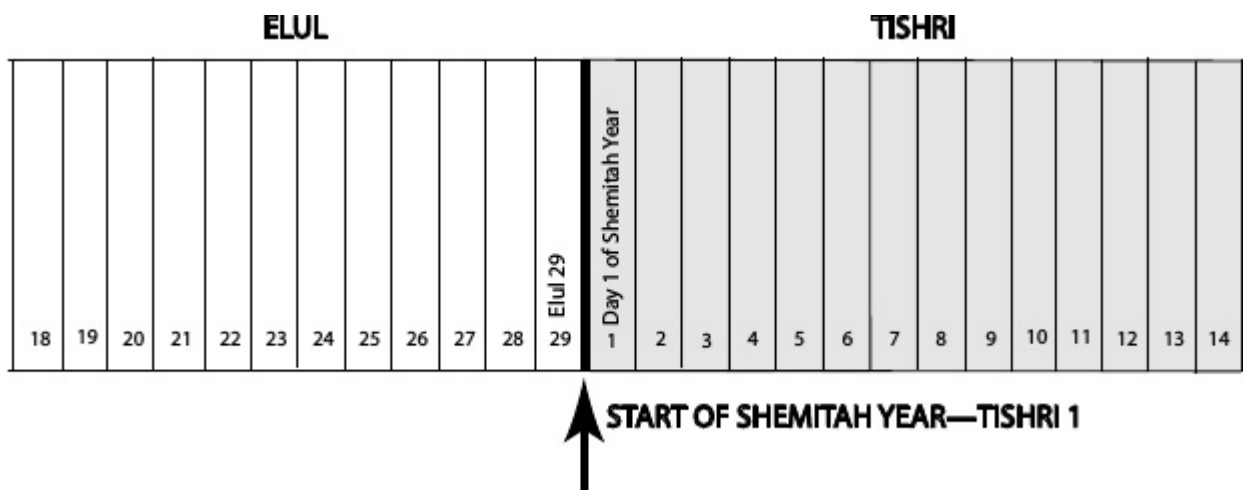 ELUL TISHRI
Elul 29
Day 1 of Shemitah Year
18 19 20 21 22 23 24 25 26 27 28 29 1 2 3 4 5 6 7 8 9 10 11 12 13 14
START OF SHEMITAH YEAR—TISHRI 1